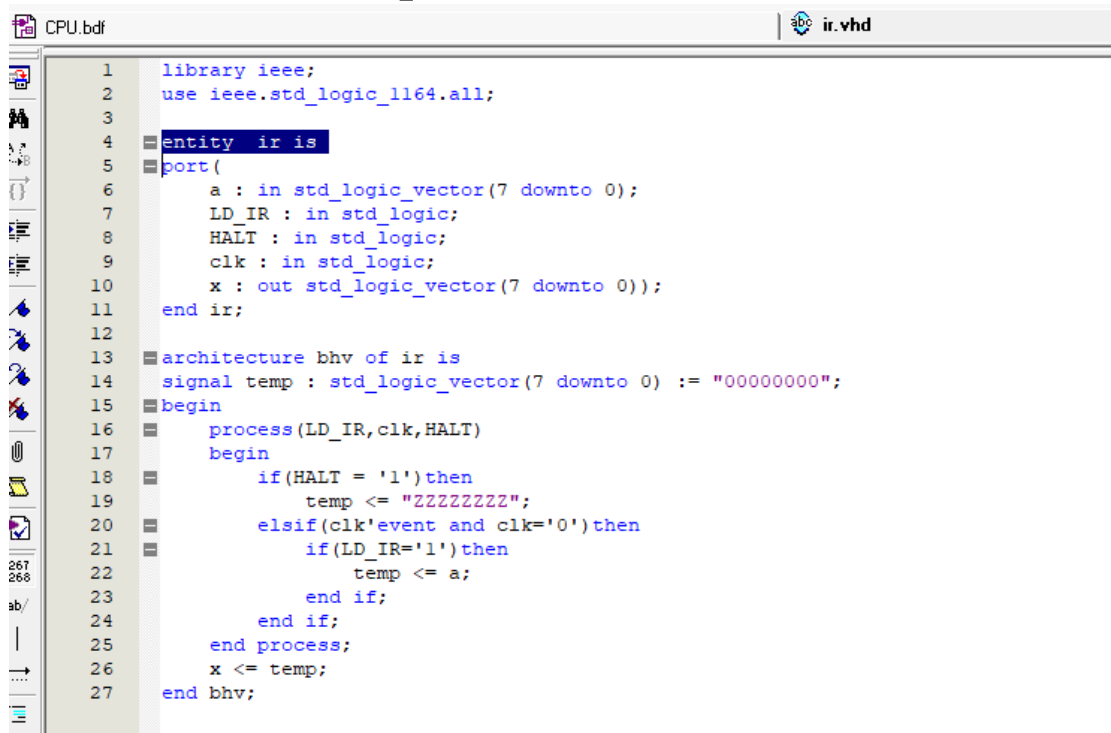 CPU.bdf
abc ir.vhd
1 library ieee;
2 use ieee.std_logic_1164.all;
3
4 entity  ir is
5 port(
6     a : in std_logic_vector(7 downto 0);
7     LD_IR : in std_logic;
8     HALT : in std_logic;
9     clk : in std_logic;
10     x : out std_logic_vector(7 downto 0));
11 end ir;
12
13 architecture bhv of ir is
14 signal temp : std_logic_vector(7 downto 0) := "00000000";
15 begin
16     process(LD_IR,clk,HALT)
17     begin
18         if(HALT = '1')then
19             temp <= "ZZZZZZZZ";
20         elsif(clk'event and clk='0')then
21             if(LD_IR='1')then
22                 temp <= a;
23             end if;
24         end if;
25     end process;
26     x <= temp;
27 end bhv;
267
268
ab/